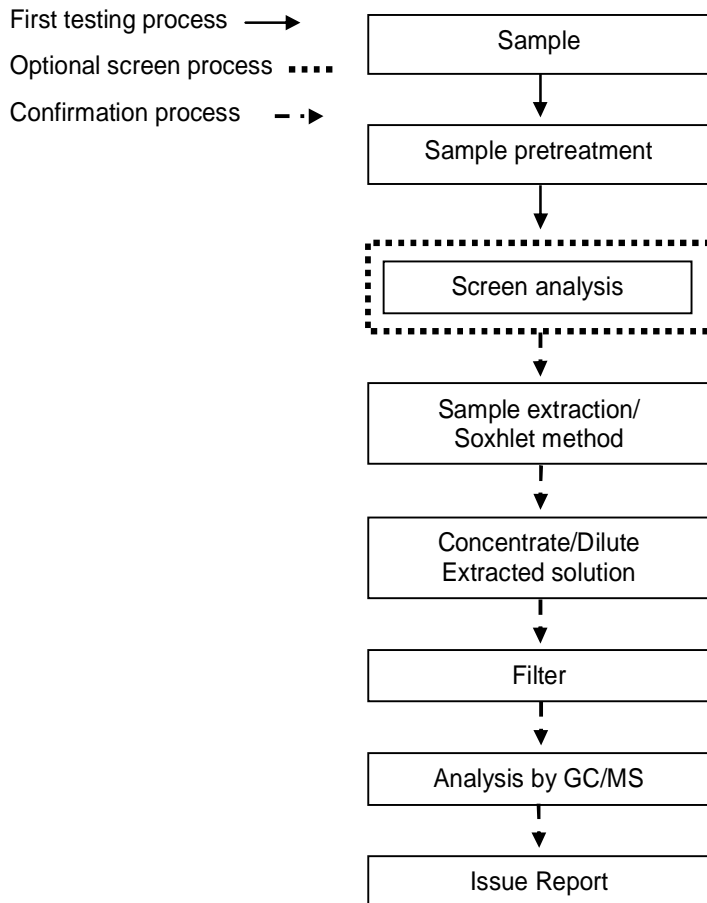 First testing process
Optional screen process
Confirmation process
Sample
Sample pretreatment
Screen analysis
Sample extraction/
Soxhlet method
Concentrate/Dilute
Extracted solution
Filter
Analysis by GC/MS
Issue Report